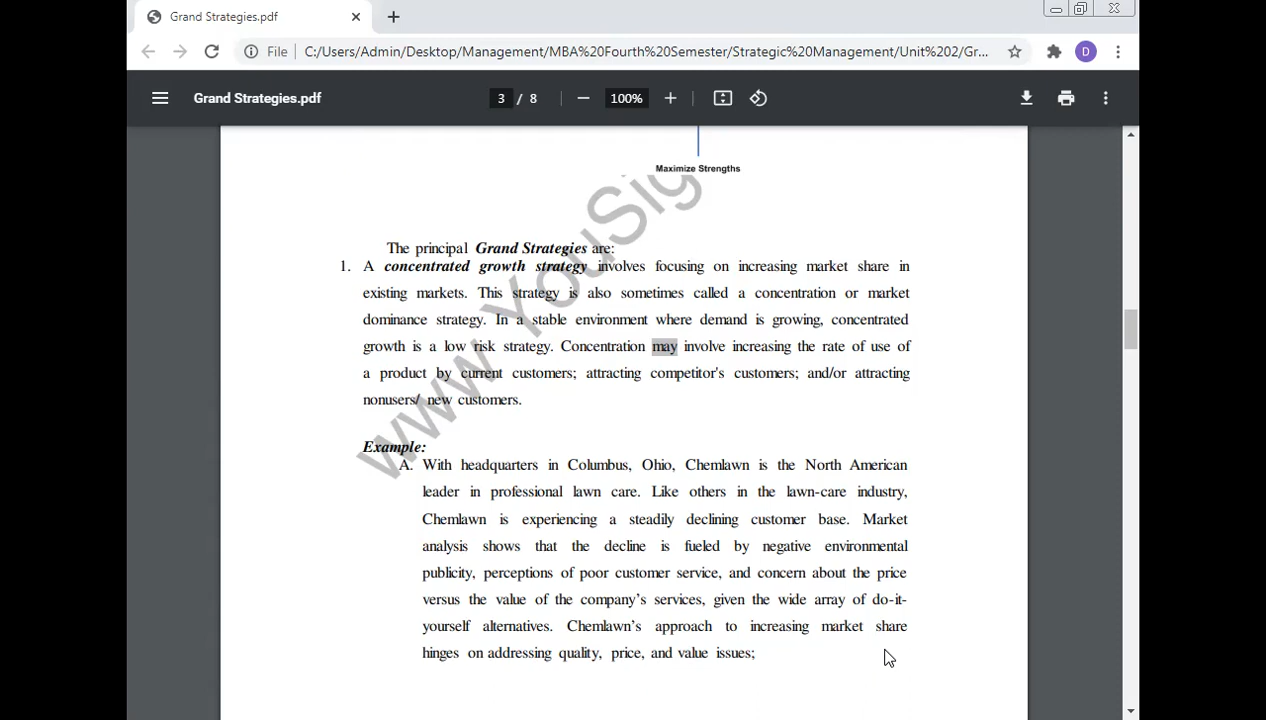 Grand Strategies.pdf
File C:/Users/Admin/Desktop/Management/MBA%20Fourth%20Semester/Strategic%20Management/Unit%202/Gr... D
Grand Strategies.pdf 3 / 8 100%
Maximize Strengths
www YouSig
The principal Grand Strategies are:
1. A concentrated growth strategy involves focusing on increasing market share in
existing markets. This strategy is also sometimes called a concentration or market
dominance strategy. In a stable environment where demand is growing, concentrated
growth is a low risk strategy. Concentration may involve increasing the rate of use of
a product by current customers; attracting competitor's customers; and/or attracting
nonusers/ new customers.
Example:
A. With headquarters in Columbus, Ohio, Chemlawn is the North American
leader in professional lawn care. Like others in the lawn-care industry,
Chemlawn is experiencing a steadily declining customer base. Market
analysis shows that the decline is fueled by negative environmental
publicity, perceptions of poor customer service, and concern about the price
versus the value of the company’s services, given the wide array of do-it-
yourself alternatives. Chemlawn’s approach to increasing market share
hinges on addressing quality, price, and value issues;